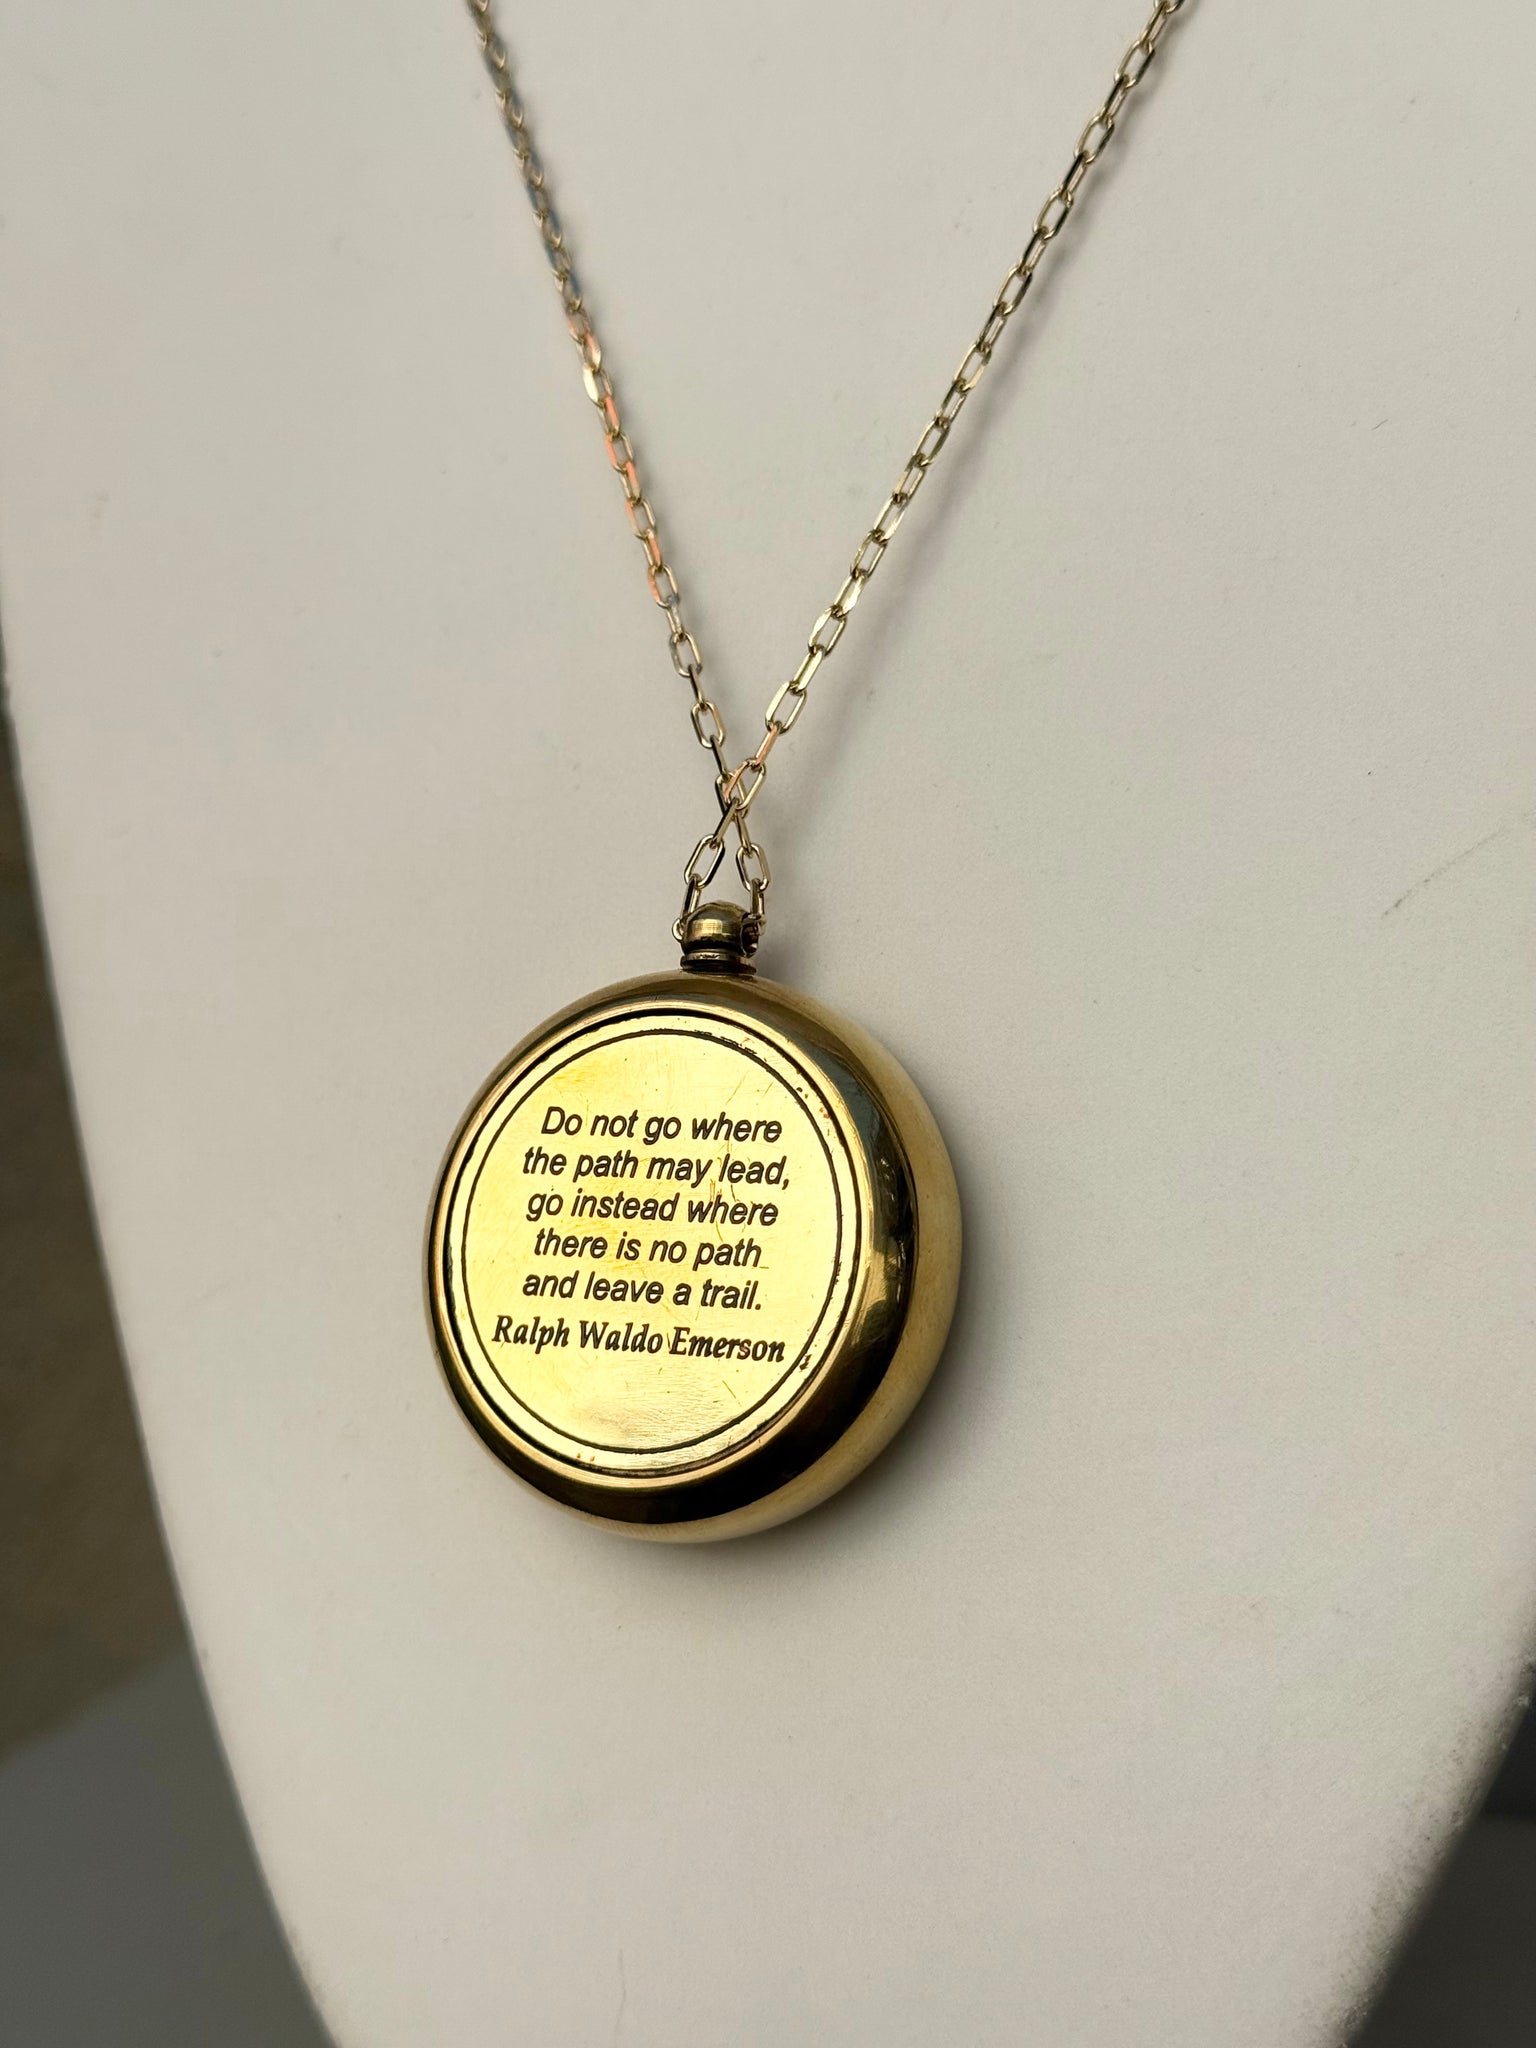 Do not go where
the path may lead,
go instead where
there is no path
and leave a trail.
Ralph Waldo Emerson